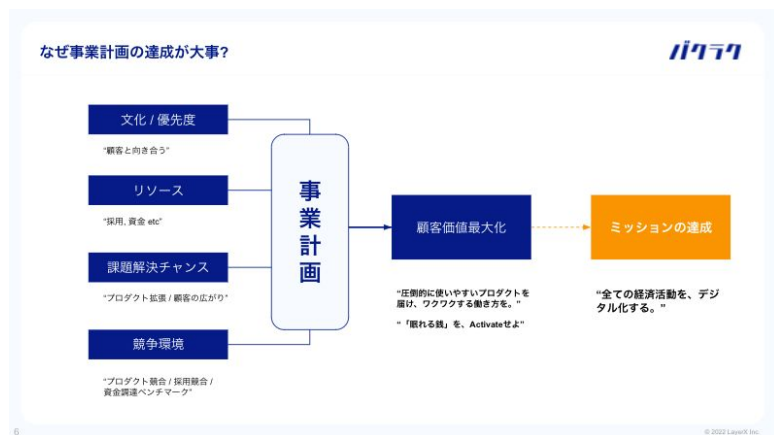 なぜ事業計画の達成が大事?
バクラク
文化 / 優先度
“顧客と向き合う”
リソース
“採用, 資金 etc”
課題解決チャンス
“プロダクト拡張 / 顧客の広がり”
競争環境
“プロダクト競合 / 採用競合 /
資金調達ベンチマーク”
事業計画
顧客価値最大化
“圧倒的に使いやすいプロダクトを
届け、ワクワクする働き方を。”
“「眠れる銭」を、Activateせよ”
ミッションの達成
“全ての経済活動を、デジ
タル化する。”
6
© 2022 LayerX Inc.